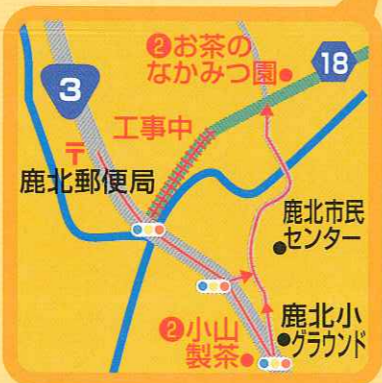 ❷お茶の
なかみつ園
18
3
工事中
〒
鹿北郵便局
鹿北市民
センター
❷小山
製茶
鹿北小
グラウンド